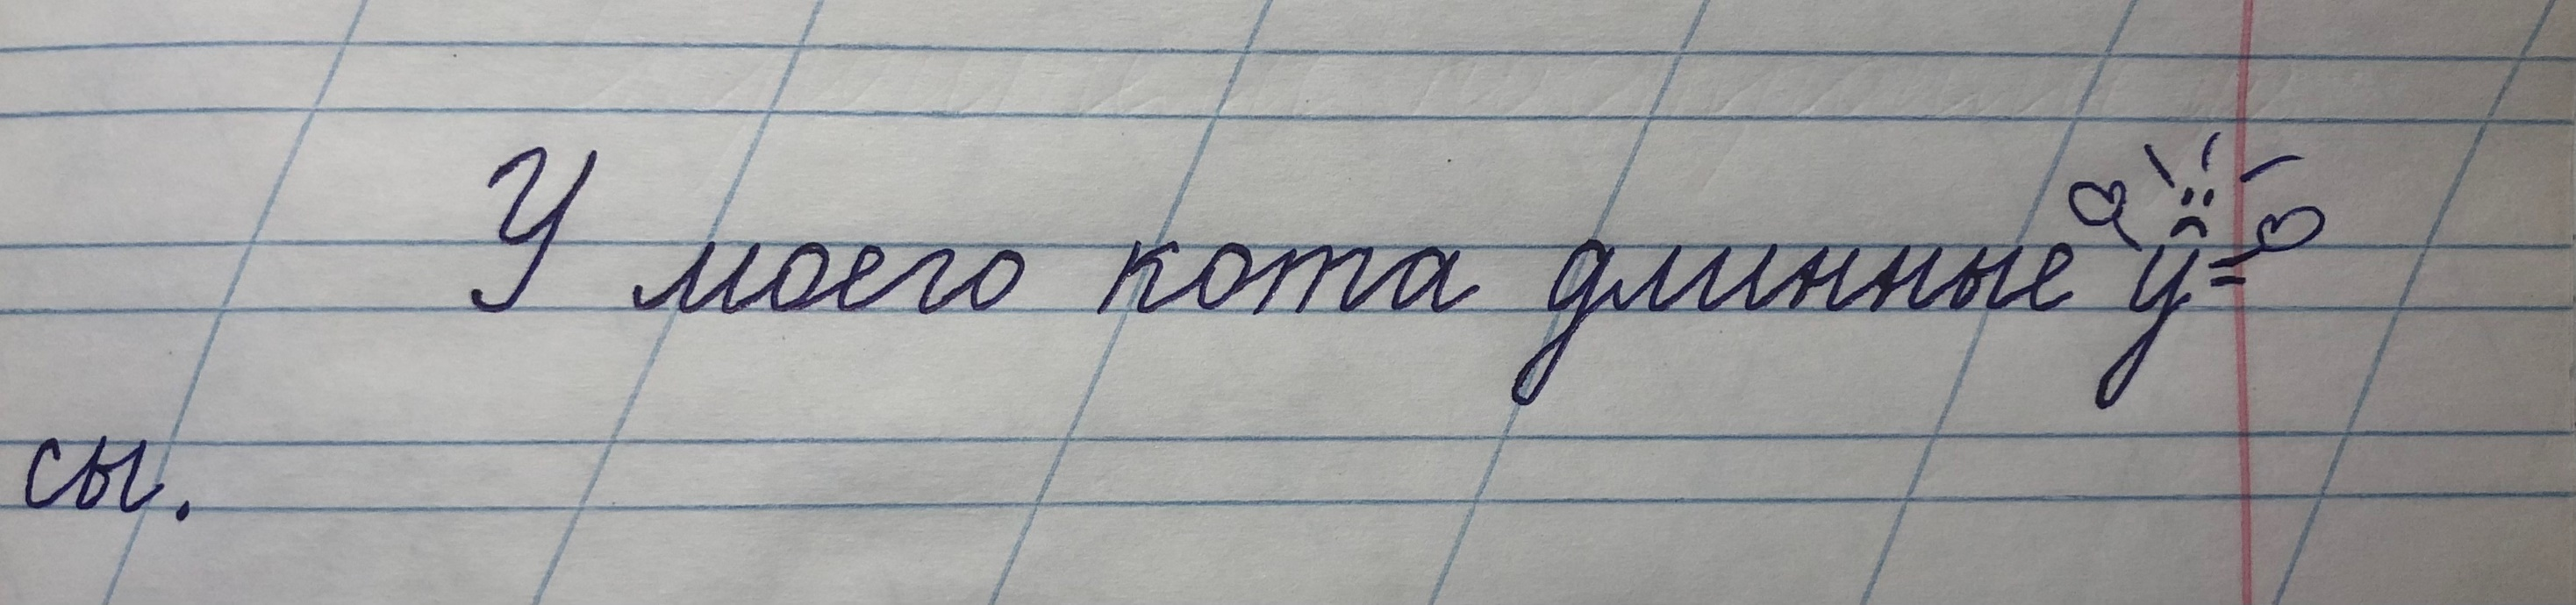 У моего кота длинные у=
сы.